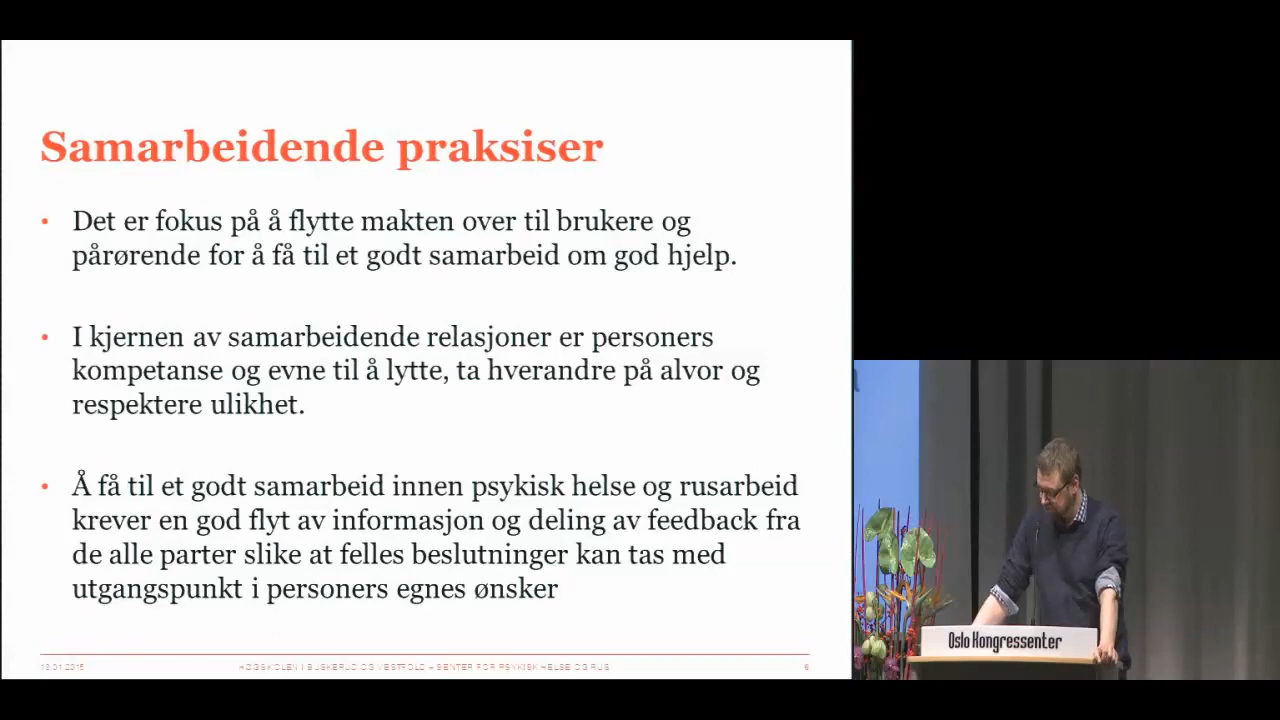 Samarbeidende praksiser
• Det er fokus på å flytte makten over til brukere og
pårørende for å få til et godt samarbeid om god hjelp.
• I kjernen av samarbeidende relasjoner er personers
kompetanse og evne til å lytte, ta hverandre på alvor og
respektere ulikhet.
• Å få til et godt samarbeid innen psykisk helse og rusarbeid
krever en god flyt av informasjon og deling av feedback fra
de alle parter slike at felles beslutninger kan tas med
utgangspunkt i personers egnes ønsker
13.01.2015 HØGSKOLEN I BUSKERUD OG VESTFOLD – SENTER FOR PSYKISK HELSE OG RUS 6
Oslo Kongressenter